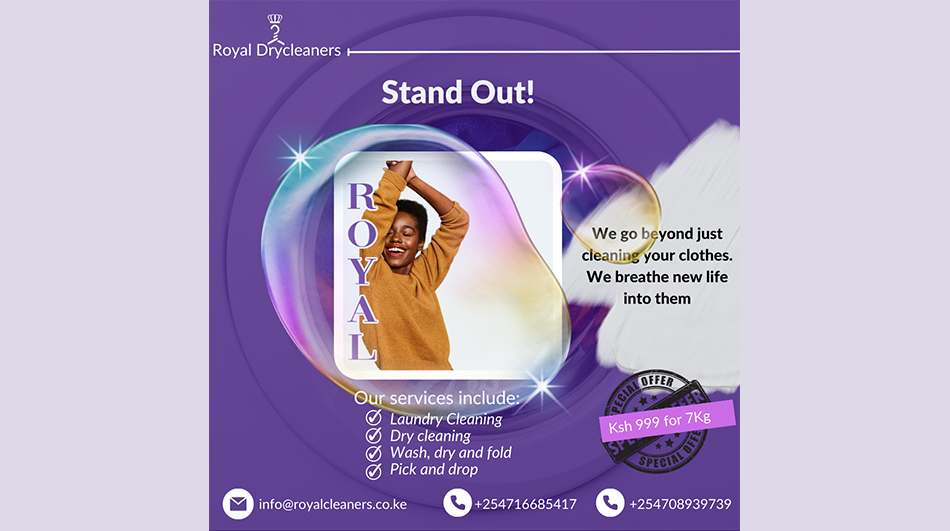 Royal Drycleaners
Stand Out!
ROYAL
We go beyond just
cleaning your clothes.
We breathe new life
into them
Our services include:
Laundry Cleaning
Dry cleaning
Wash, dry and fold
Pick and drop
SPECIAL OFFER
Ksh 999 for 7Kg
SPECIAL OFFER
info@royalcleaners.co.ke
+254716685417
+254708939739